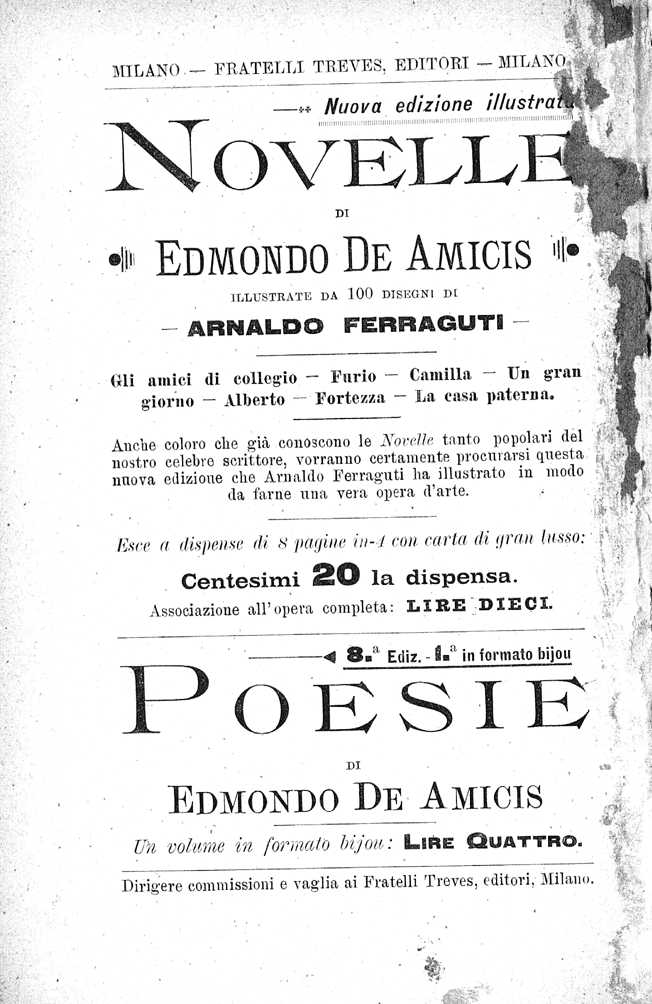 MILANO. — FRATELLI TREVES, EDITORI — MILANO
Nuova edizione illustrata
NOVELLE
DI
EDMONDO DE AMICIS
ILLUSTRATE DA 100 DISEGNI DI
— ARNALDO FERRAGUTI —
Gli amici di collegio — Furio — Camilla — Un gran
giorno — Alberto — Fortezza — La casa paterna.
Anche coloro che già conoscono le Novelle tanto popolari del
nostro celebre scrittore, vorranno certamente procurarsi questa
nuova edizione che Arnaldo Ferraguti ha illustrato in modo
da farne una vera opera d'arte.
Esce a dispense di 8 pagine in-4 con carta di gran lusso:
Centesimi 20 la dispensa.
Associazione all'opera completa: LIRE DIECI.
8.a Ediz. - 1.a in formato bijou
POESIE
DI
EDMONDO DE AMICIS
Un volume in formato bijou: LIRE QUATTRO.
Dirigere commissioni e vaglia ai Fratelli Treves, editori, Milano.